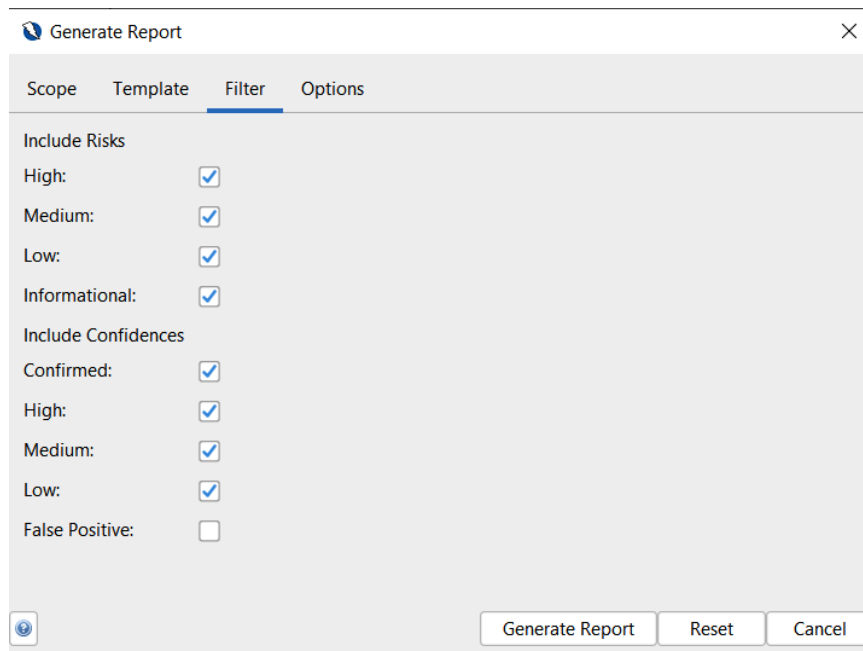 Generate Report
Scope Template Filter Options
Include Risks
High:
Medium:
Low:
Informational:
Include Confidences
Confirmed:
High:
Medium:
Low:
False Positive:
Generate Report Reset Cancel